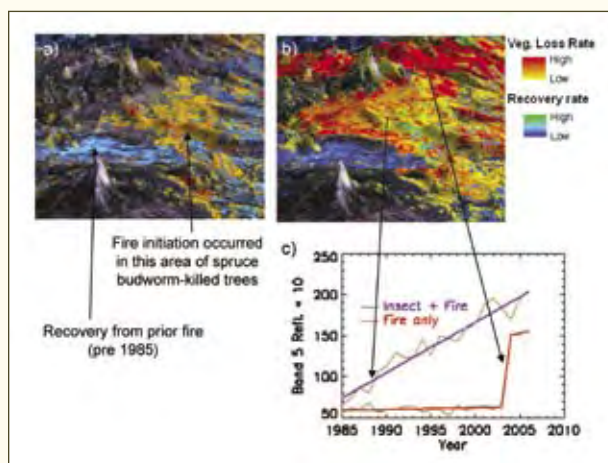 a)
b)
Veg. Loss Rate
High
Low
Recovery rate
High
Low
Fire initiation occurred
in this area of spruce
budworm-killed trees
Recovery from prior fire
(pre 1985)
c)
Insect + Fire
Fire only
Band 5 Refl. * 10
200
150
100
50
1985 1990 1995 2000 2005 2010
Year